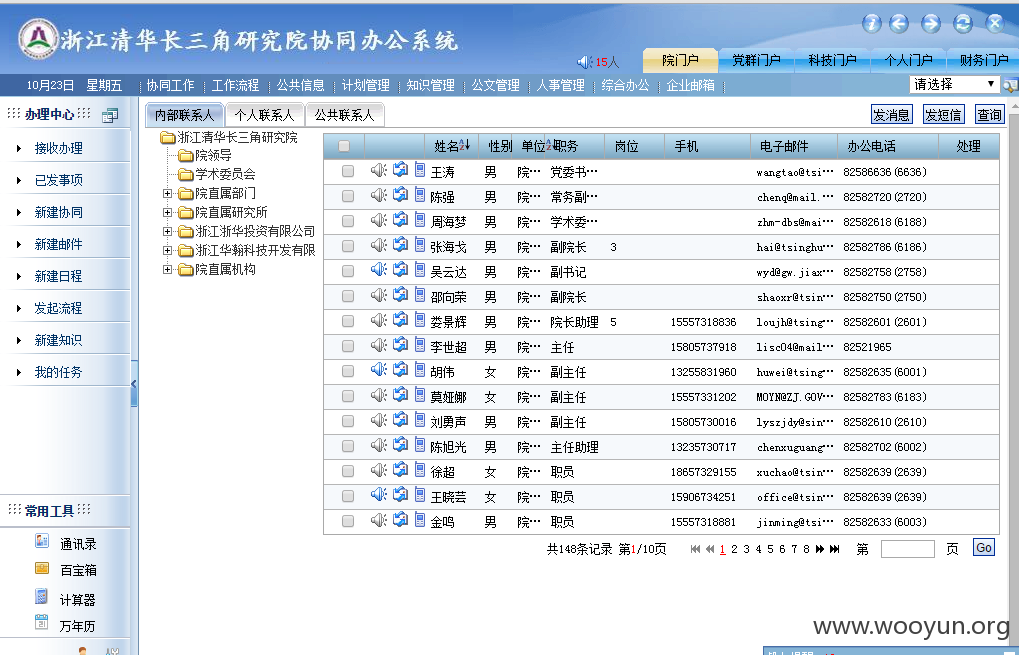 浙江清华长三角研究院协同办公系统
15人
院门户 党群门户 科技门户 个人门户 财务门户
10月23日 星期五 协同工作 工作流程 公共信息 计划管理 知识管理 公文管理 人事管理 综合办公 企业邮箱 请选择
办理中心
接收办理
已发事项
新建协同
新建邮件
新建日程
发起流程
新建知识
我的任务
常用工具
通讯录
百宝箱
计算器
万年历
内部联系人 个人联系人 公共联系人 发消息 发短信 查询
浙江清华长三角研究院
院领导
学术委员会
院直属部门
院直属研究所
浙江浙华投资有限公司
浙江华瀚科技开发有限
院直属机构
姓名 性别 单位 职务 岗位 手机 电子邮件 办公电话 处理
王涛 男 院… 党委书… wangtao@tsi… 82586636(6636)
陈强 男 院… 常务副… chenq@mail.… 82582720(2720)
周海梦 男 院… 学术委… zhm-dbs@mai… 82582618(6188)
张海戈 男 院… 副院长 3 hai@tsinghu… 82582786(6186)
吴云达 男 院… 副书记 wyd@gw.jiax… 82582758(2758)
邵向荣 男 院… 副院长 shaoxr@tsin… 82582750(2750)
娄景辉 男 院… 院长助理 5 15557318836 loujh@tsing… 82582601(2601)
李世超 男 院… 主任 15805737918 lisc04@mail… 82521965
胡伟 女 院… 副主任 13255831960 huwei@tsing… 82582635(6001)
莫娅娜 女 院… 副主任 15557331202 MOYN@ZJ.GOV… 82582783(6183)
刘勇声 男 院… 副主任 15805730016 lyszjdy@sin… 82582610(2610)
陈旭光 男 院… 主任助理 13235730717 chenxuguang… 82582702(6002)
徐超 女 院… 职员 18657329155 xuchao@tsin… 82582639(2639)
王晓芸 女 院… 职员 15906734251 office@tsin… 82582639(2639)
金鸣 男 院… 职员 15557318881 jinming@tsi… 82582633(6003)
共148条记录 第1/10页 1 2 3 4 5 6 7 8 第 页 Go
www.wooyun.org